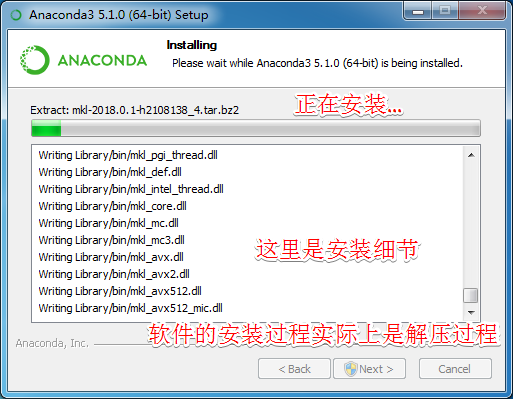 Anaconda3 5.1.0 (64-bit) Setup
ANACONDA
Installing
Please wait while Anaconda3 5.1.0 (64-bit) is being installed.
Extract: mkl-2018.0.1-h2108138_4.tar.bz2
正在安装...
Writing Library/bin/mkl_pgi_thread.dll
Writing Library/bin/mkl_def.dll
Writing Library/bin/mkl_intel_thread.dll
Writing Library/bin/mkl_core.dll
Writing Library/bin/mkl_mc.dll
Writing Library/bin/mkl_mc3.dll
Writing Library/bin/mkl_avx.dll
Writing Library/bin/mkl_avx2.dll
Writing Library/bin/mkl_avx512.dll
Writing Library/bin/mkl_avx512_mic.dll
这里是安装细节
软件的安装过程实际上是解压过程
Anaconda, Inc.
< Back
Next >
Cancel